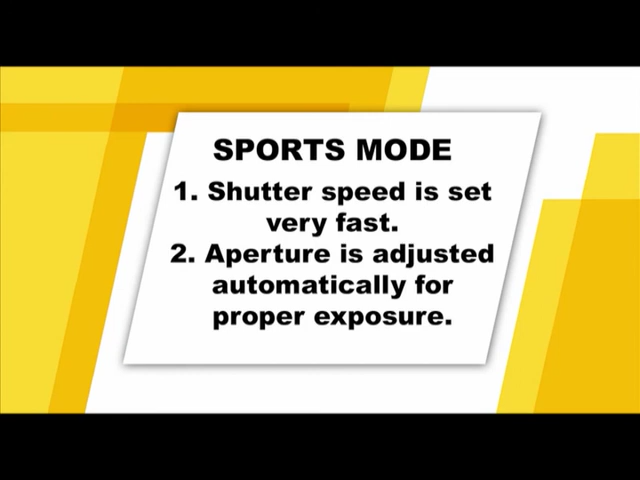 SPORTS MODE
1. Shutter speed is set
very fast.
2. Aperture is adjusted
automatically for
proper exposure.